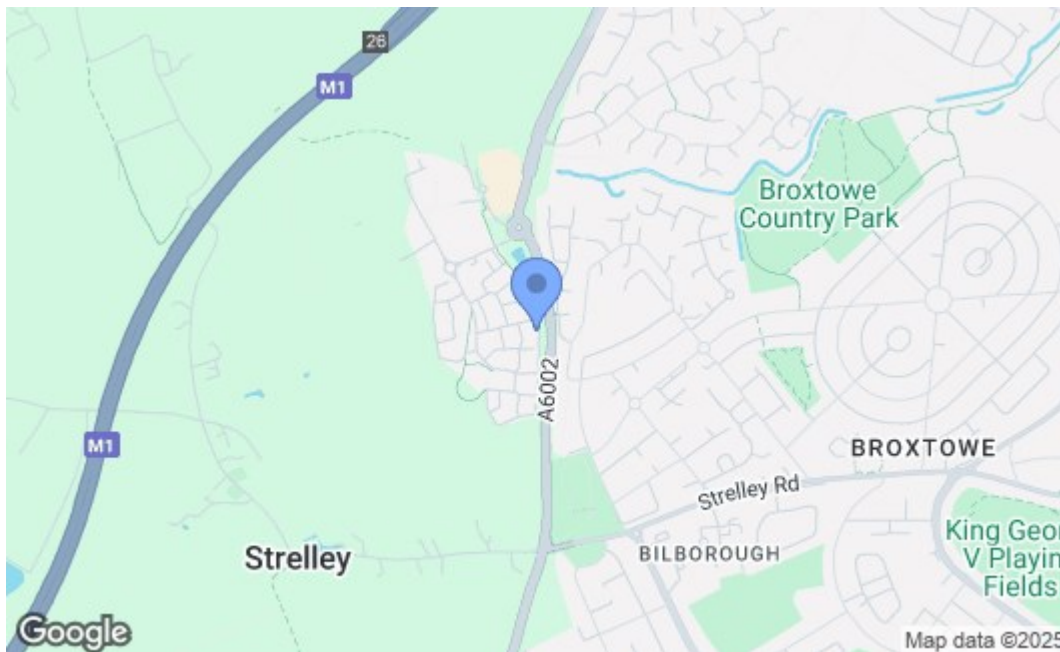 26
M1
Broxtowe
Country Park
A6002
M1
BROXTOWE
Strelley Rd
King Geor
V Playin
Fields
Strelley
BILBOROUGH
Google
Map data ©2025